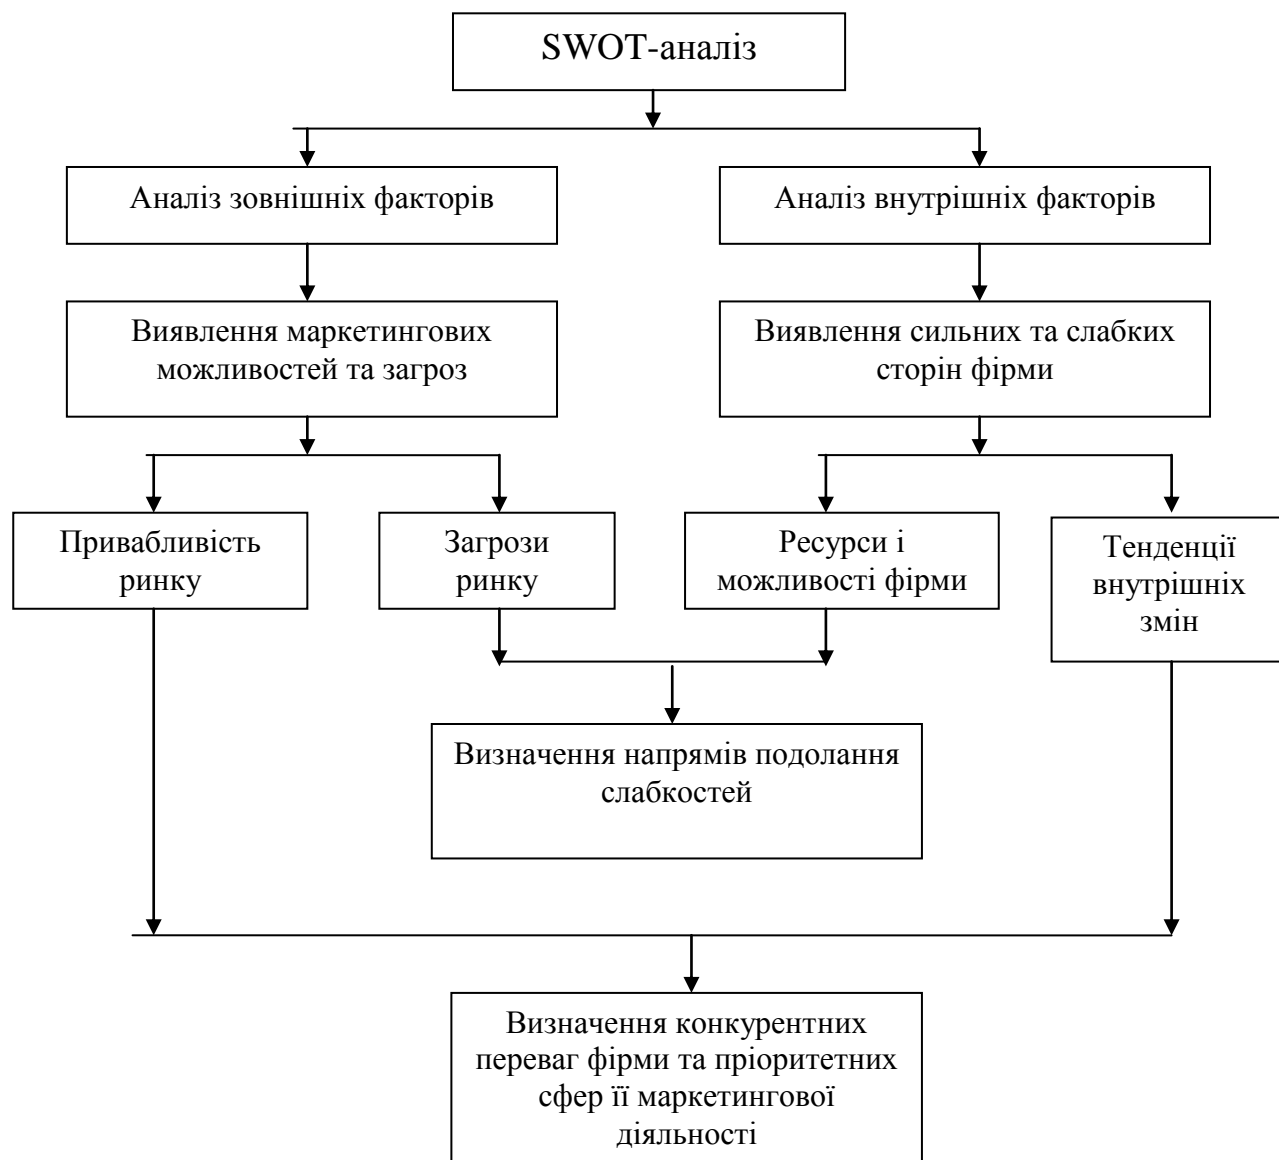 SWOT-аналіз
Аналіз зовнішніх факторів
Аналіз внутрішніх факторів
Виявлення маркетингових
можливостей та загроз
Виявлення сильних та слабких
сторін фірми
Привабливість
ринку
Загрози
ринку
Ресурси і
можливості фірми
Тенденції
внутрішніх
змін
Визначення напрямів подолання
слабкостей
Визначення конкурентних
переваг фірми та пріоритетних
сфер її маркетингової
діяльності